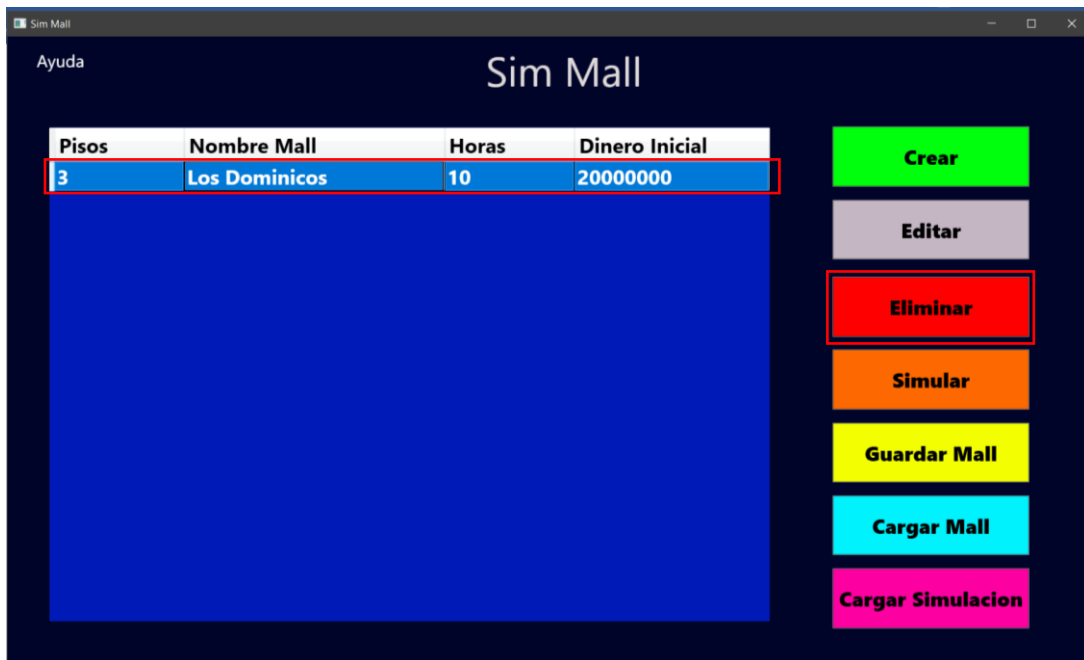 Sim Mall
Ayuda
Sim Mall
Pisos Nombre Mall Horas Dinero Inicial
3 Los Dominicos 10 20000000
Crear
Editar
Eliminar
Simular
Guardar Mall
Cargar Mall
Cargar Simulacion